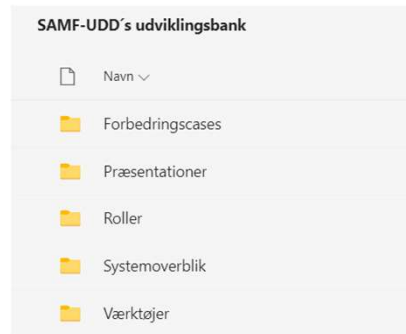 SAMF-UDD´s udviklingsbank
Navn
Forbedringscases
Præsentationer
Roller
Systemoverblik
Værktøjer